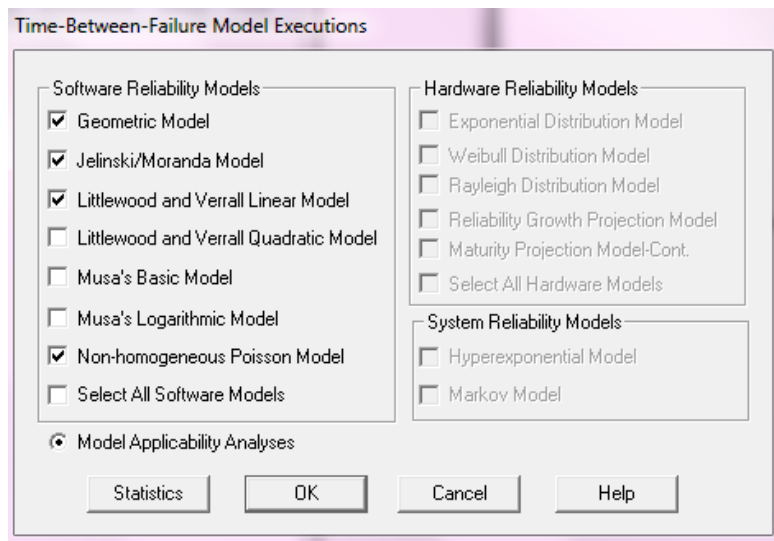 Time-Between-Failure Model Executions
Software Reliability Models
Geometric Model
Jelinski/Moranda Model
Littlewood and Verrall Linear Model
Littlewood and Verrall Quadratic Model
Musa's Basic Model
Musa's Logarithmic Model
Non-homogeneous Poisson Model
Select All Software Models
Hardware Reliability Models
Exponential Distribution Model
Weibull Distribution Model
Rayleigh Distribution Model
Reliability Growth Projection Model
Maturity Projection Model-Cont.
Select All Hardware Models
System Reliability Models
Hyperexponential Model
Markov Model
Model Applicability Analyses
Statistics
OK
Cancel
Help